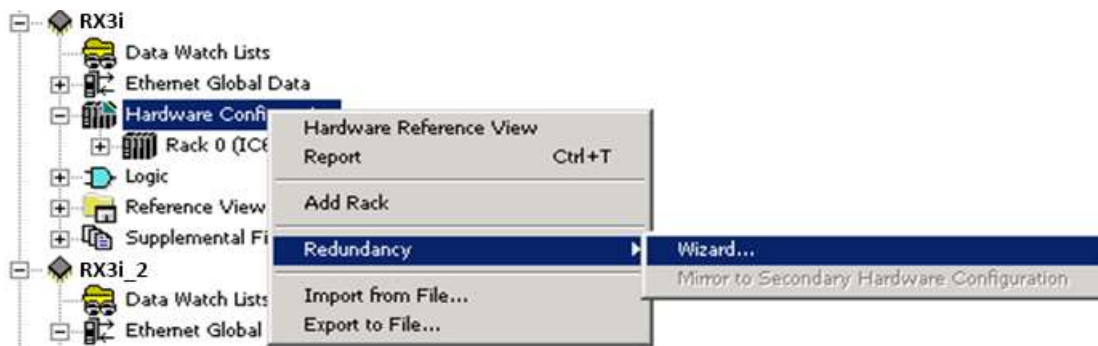 RX3i
Data Watch Lists
Ethernet Global Data
Hardware Confi
Hardware Reference View
Rack 0 (IC6
Report Ctrl+T
Logic
Add Rack
Reference View
Supplemental Fi
Redundancy Wizard...
RX3i_2
Mirror to Secondary Hardware Configuration
Data Watch Lists
Import from File...
Ethernet Global
Export to File...